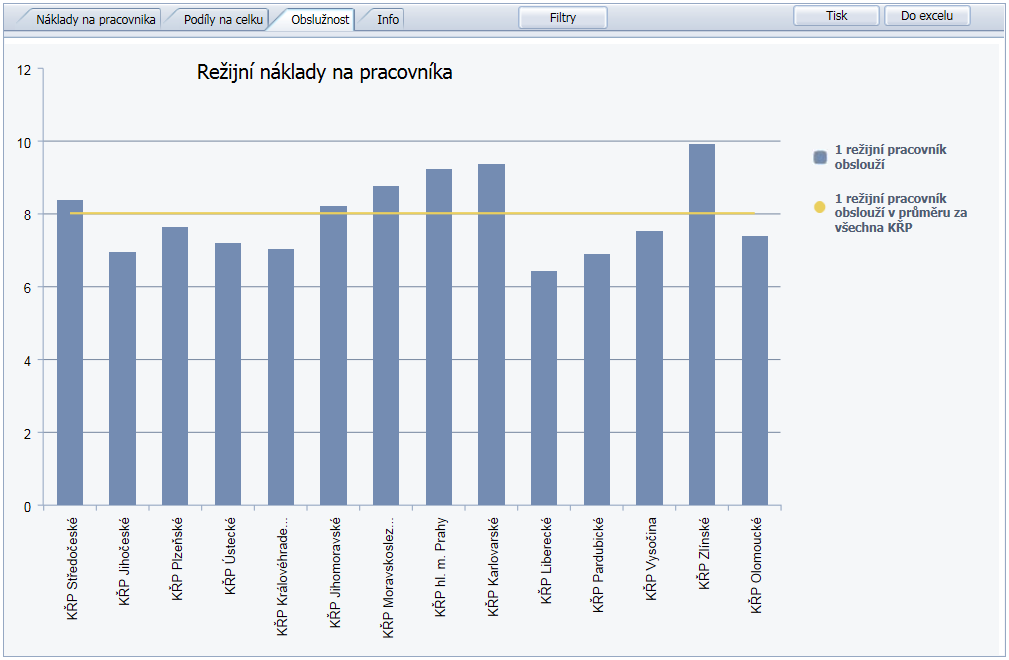 Náklady na pracovnika
Podíly na celku
Obslužnost
Info
Filtry
Tisk
Do excelu
Režijní náklady na pracovníka
12
10
8
6
4
2
0
1 režijní pracovník
obslouží
1 režijní pracovník
obslouží v průměru za
všechna KŘP
KŘP Středočeské
KŘP Jihočeské
KŘP Plzeňské
KŘP Ústecké
KŘP Královéhrade...
KŘP Jihomoravské
KŘP Moravskoslez...
KŘP hl. m. Prahy
KŘP Karlovarské
KŘP Liberecké
KŘP Pardubické
KŘP Vysočina
KŘP Zlínské
KŘP Olomoucké